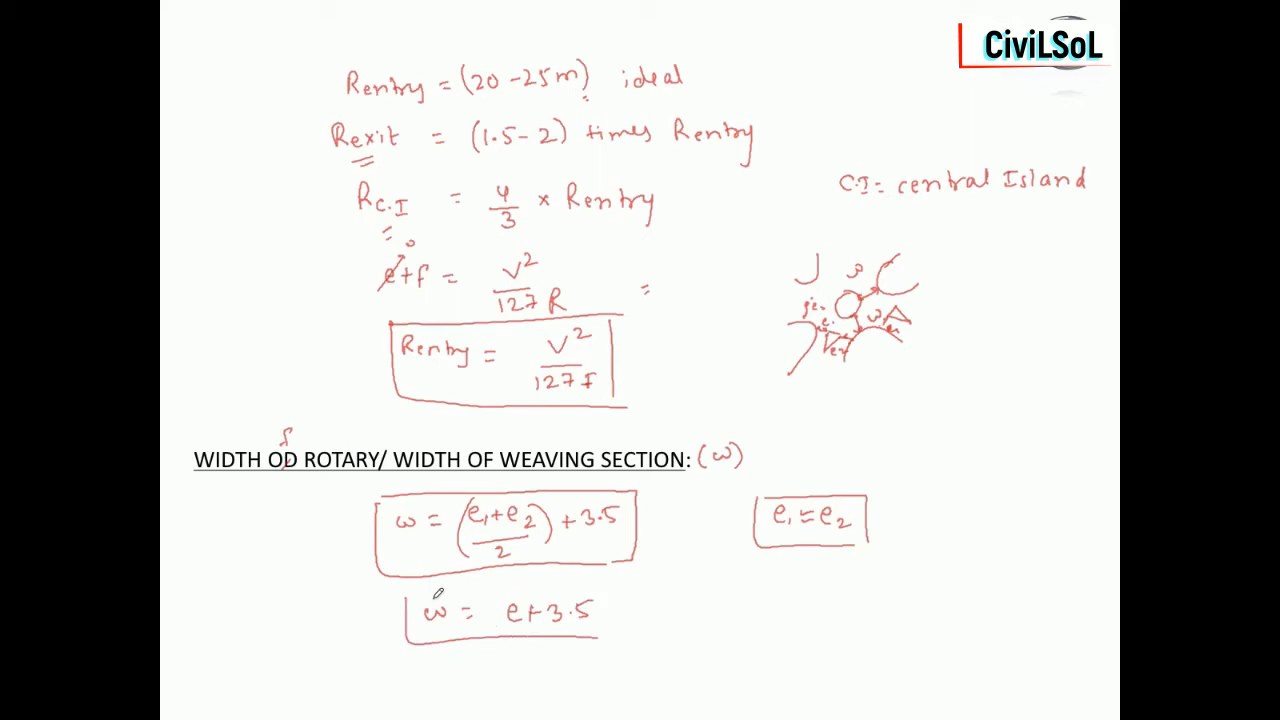 CiviLSoL
Rentry = (20 - 25m) ideal
Rexit = (1.5 - 2) times Rentry
C.I = central Island
RC.I = 4/3 × Rentry
o
e + f = V²/127R =
Rentry = V²/127f
f
WIDTH OD ROTARY/ WIDTH OF WEAVING SECTION: (w)
w = (e1+e2/2) + 3.5
e1 ≈ e2
w = e + 3.5